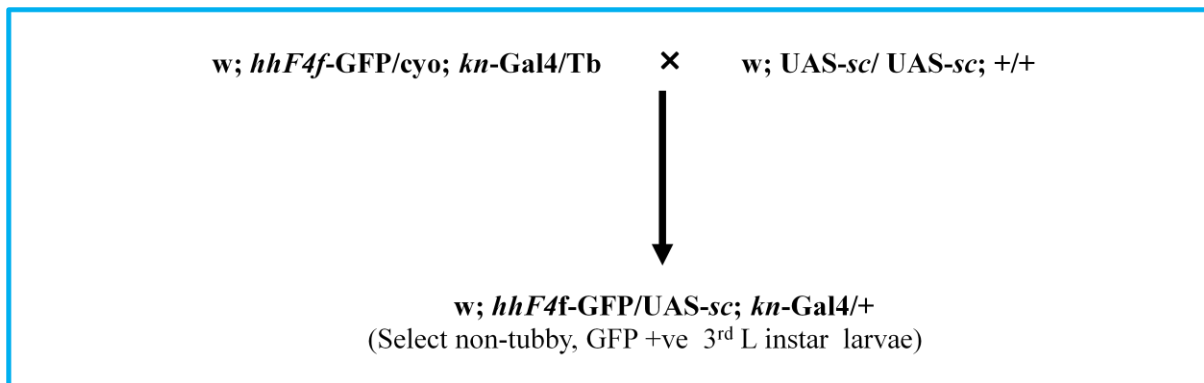 w; hhF4f-GFP/cyo; kn-Gal4/Tb × w; UAS-sc/ UAS-sc; +/+
w; hhF4f-GFP/UAS-sc; kn-Gal4/+
(Select non-tubby, GFP +ve 3rd L instar larvae)